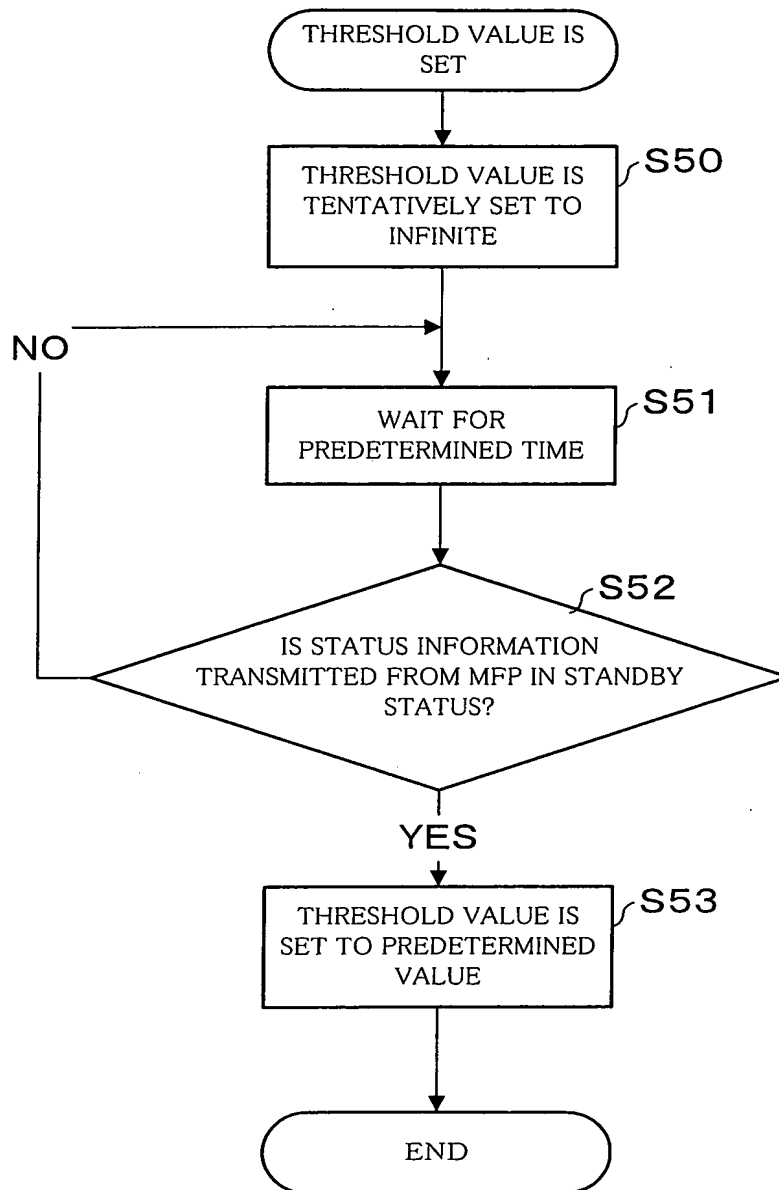 THRESHOLD VALUE IS
SET
S50
THRESHOLD VALUE IS
TENTATIVELY SET TO
INFINITE
NO
S51
WAIT FOR
PREDETERMINED TIME
S52
IS STATUS INFORMATION
TRANSMITTED FROM MFP IN STANDBY
STATUS?
YES
S53
THRESHOLD VALUE IS
SET TO PREDETERMINED
VALUE
END